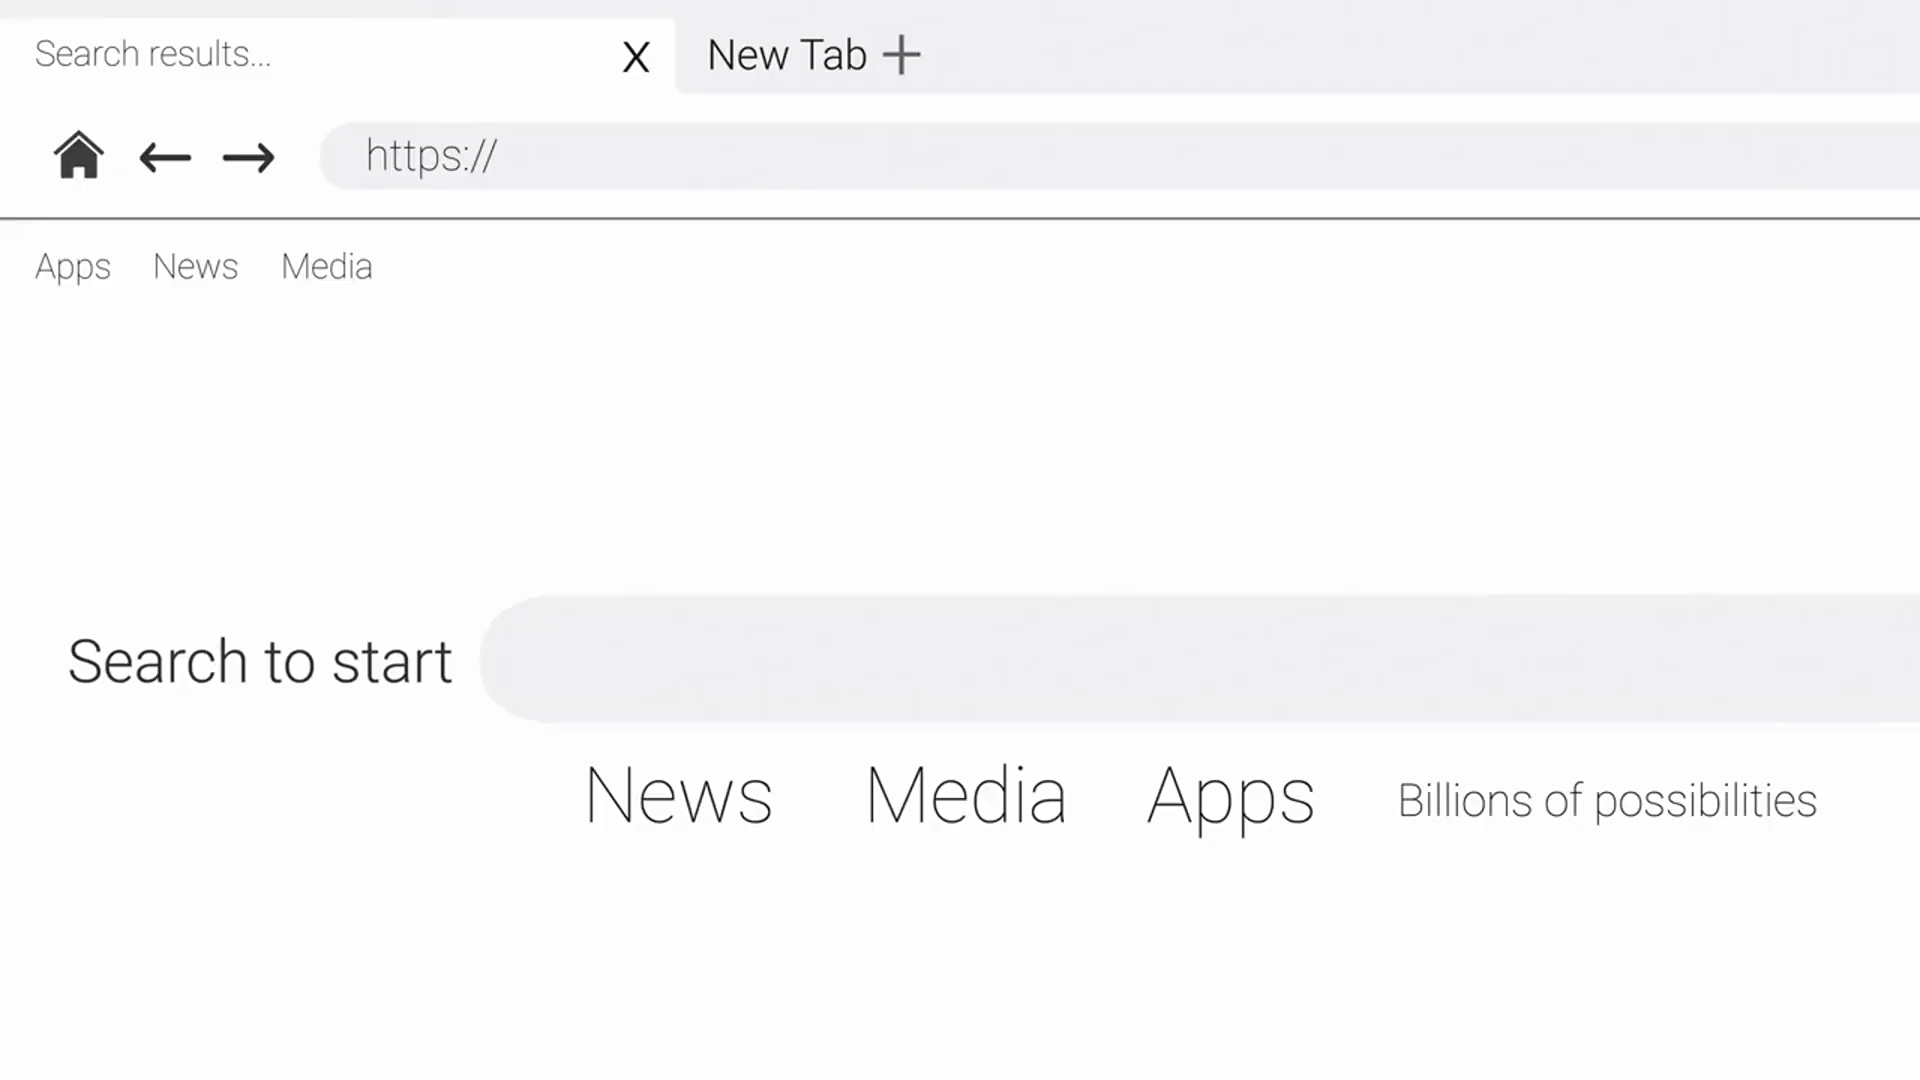 Search results... X New Tab +
https://
Apps News Media
Search to start
News Media Apps Billions of possibilities